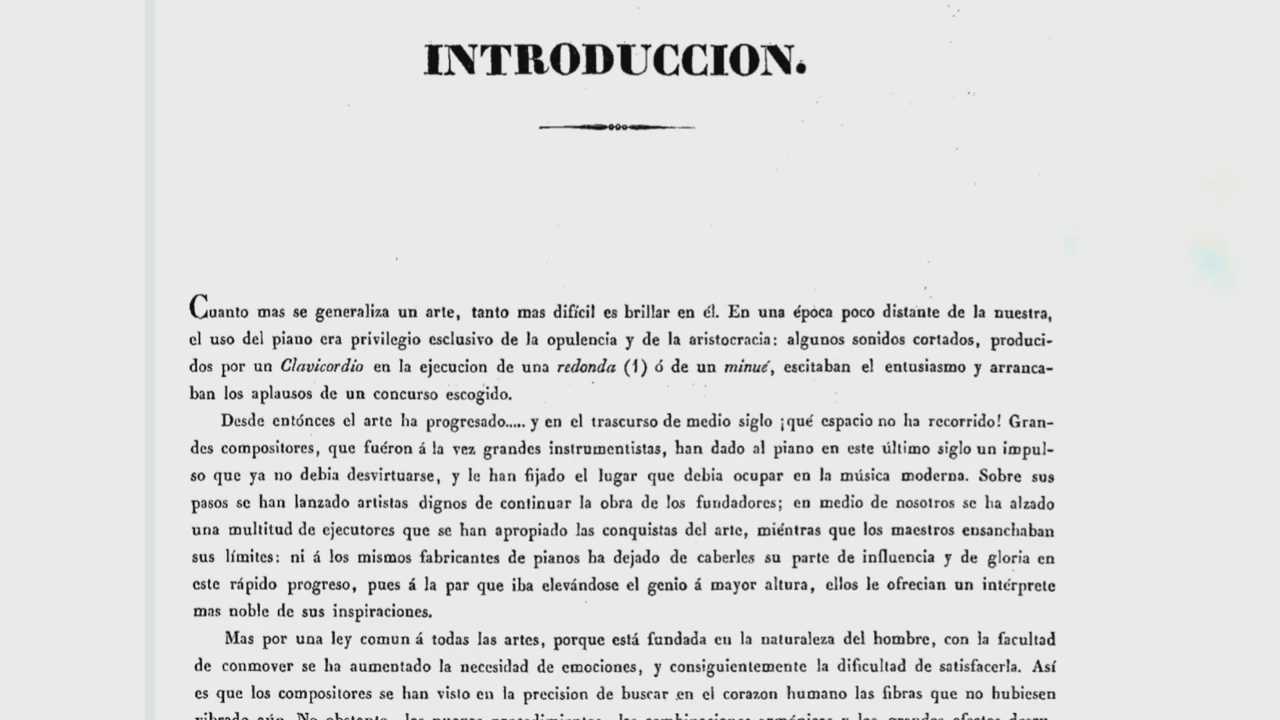 INTRODUCCION.
Cuanto mas se generaliza un arte, tanto mas difícil es brillar en él. En una época poco distante de la nuestra,
el uso del piano era privilegio esclusivo de la opulencia y de la aristocracia: algunos sonidos cortados, produci-
dos por un Clavicordio en la ejecucion de una redonda (1) ó de un minué, escitaban el entusiasmo y arranca-
ban los aplausos de un concurso escogido.
Desde entónces el arte ha progresado..... y en el trascurso de medio siglo ¡qué espacio no ha recorrido! Gran-
des compositores, que fuéron á la vez grandes instrumentistas, han dado al piano en este último siglo un impul-
so que ya no debia desvirtuarse, y le han fijado el lugar que debia ocupar en la música moderna. Sobre sus
pasos se han lanzado artistas dignos de continuar la obra de los fundadores; en medio de nosotros se ha alzado
una multitud de ejecutores que se han apropiado las conquistas del arte, miéntras que los maestros ensanchaban
sus límites: ni á los mismos fabricantes de pianos ha dejado de caberles su parte de influencia y de gloria en
este rápido progreso, pues á la par que iba elevándose el genio á mayor altura, ellos le ofrecian un intérprete
mas noble de sus inspiraciones.
Mas por una ley comun á todas las artes, porque está fundada en la naturaleza del hombre, con la facultad
de conmover se ha aumentado la necesidad de emociones, y consiguientemente la dificultad de satisfacerla. Así
es que los compositores se han visto en la precision de buscar en el corazon humano las fibras que no hubiesen